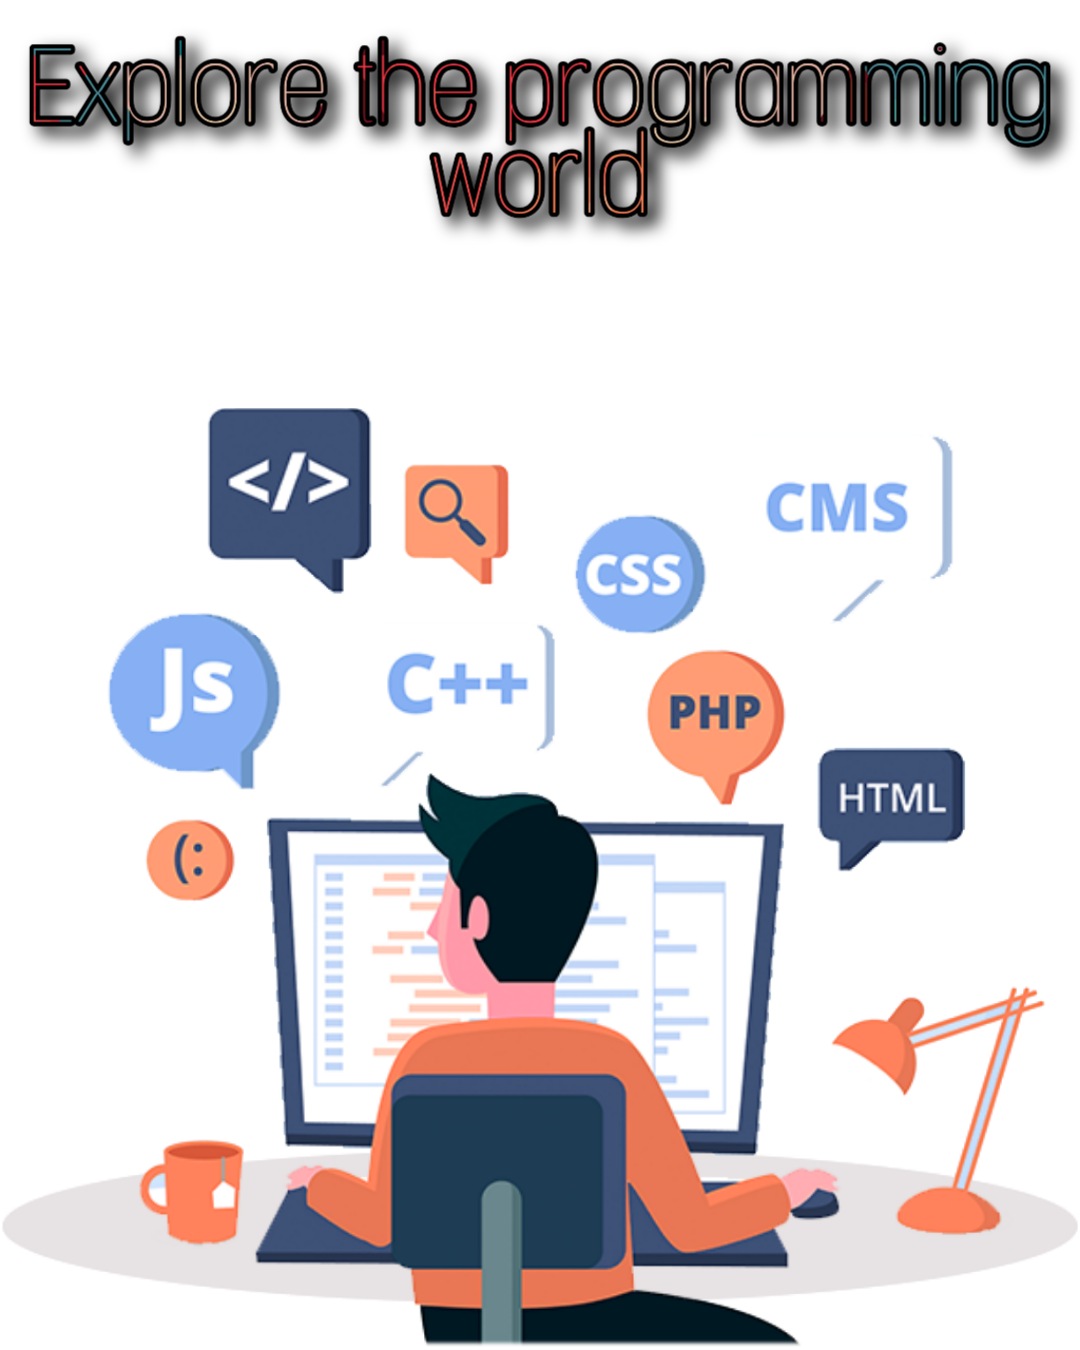 Explore the programming
world
</>
CMS
CSS
Js
C++
PHP
HTML
(: